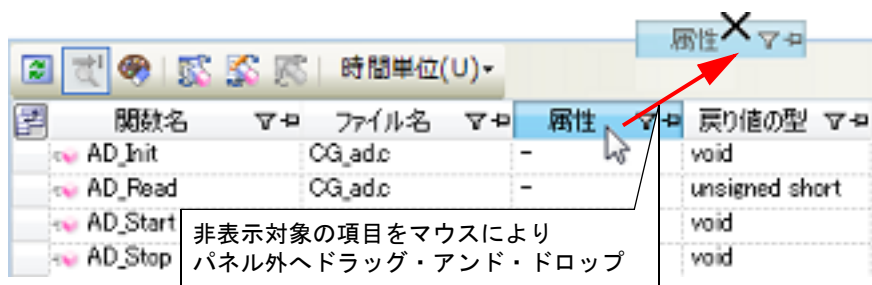 属性
時間単位(U)
関数名 ファイル名 属性 戻り値の型
AD_Init CG_ad.c - void
AD_Read CG_ad.c - unsigned short
AD_Start void
AD_Stop void
非表示対象の項目をマウスにより
パネル外へドラッグ・アンド・ドロップ